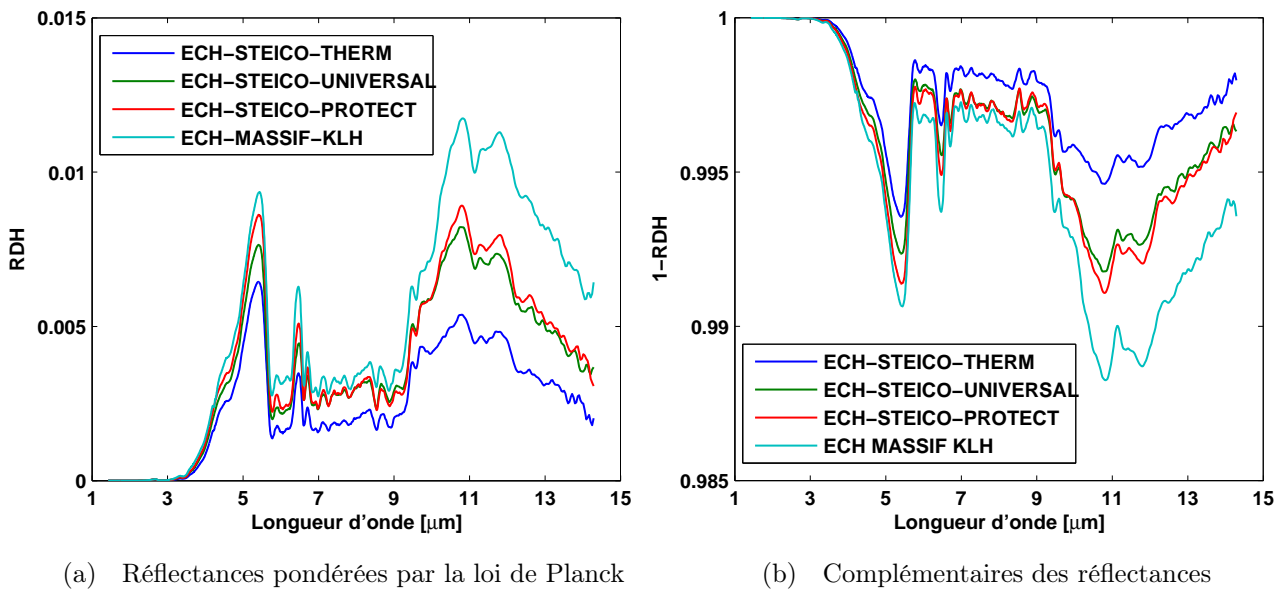 0.015
0.01
0.005
0
RDH
ECH−STEICO−THERM
ECH−STEICO−UNIVERSAL
ECH−STEICO−PROTECT
ECH−MASSIF−KLH
1 3 5 7 9 11 13 15
Longueur d'onde [μm]
(a) Réflectances pondérées par la loi de Planck
1
0.995
0.99
0.985
1−RDH
ECH−STEICO−THERM
ECH−STEICO−UNIVERSAL
ECH−STEICO−PROTECT
ECH MASSIF KLH
1 3 5 7 9 11 13 15
Longueur d'onde [μm]
(b) Complémentaires des réflectances